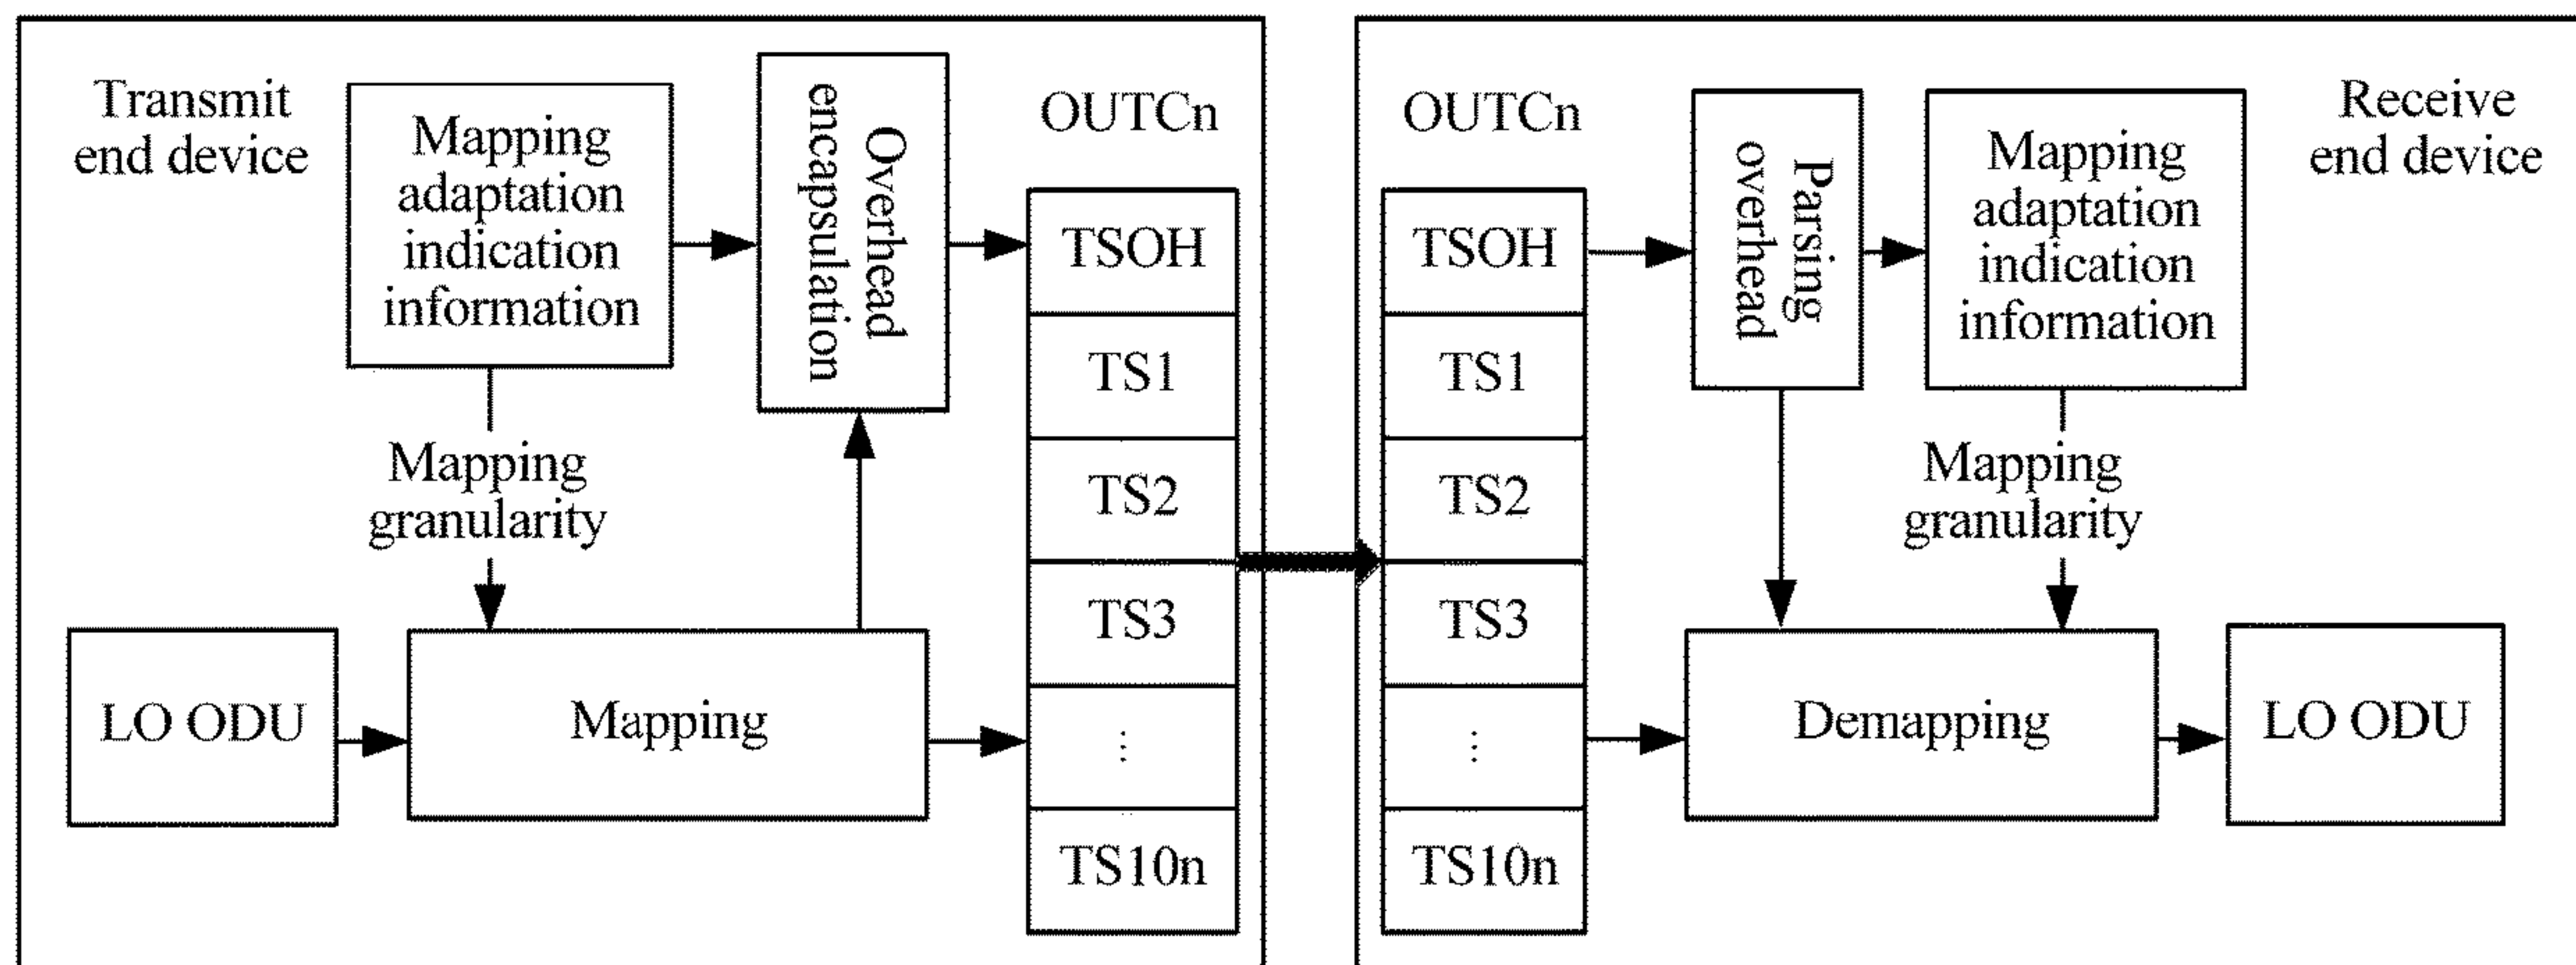 Transmit
end device
Mapping
adaptation
indication
information
Overhead
encapsulation
OUTCn
TSOH
TS1
TS2
TS3
⋮
TS10n
Mapping
granularity
LO ODU
Mapping
OUTCn
TSOH
TS1
TS2
TS3
⋮
TS10n
Parsing
overhead
Mapping
adaptation
indication
information
Receive
end device
Mapping
granularity
Demapping
LO ODU